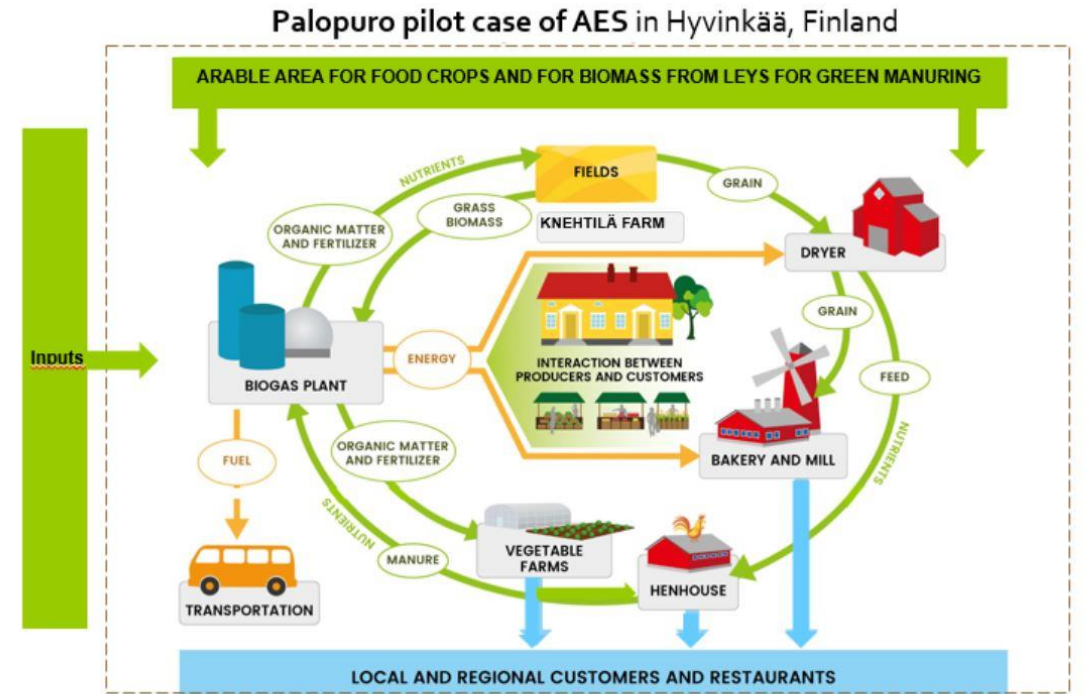 Palopuro pilot case of AES in Hyvinkää, Finland
ARABLE AREA FOR FOOD CROPS AND FOR BIOMASS FROM LEYS FOR GREEN MANURING
NUTRIENTS
FIELDS
GRAIN
GRASS
BIOMASS
KNEHTILÄ FARM
ORGANIC MATTER
AND FERTILIZER
DRYER
GRAIN
Inputs
ENERGY
INTERACTION BETWEEN
PRODUCERS AND CUSTOMERS
BIOGAS PLANT
FEED
ORGANIC MATTER
AND FERTILIZER
FUEL
BAKERY AND MILL
NUTRIENTS
NUTRIENTS
MANURE
VEGETABLE
FARMS
HENHOUSE
TRANSPORTATION
LOCAL AND REGIONAL CUSTOMERS AND RESTAURANTS